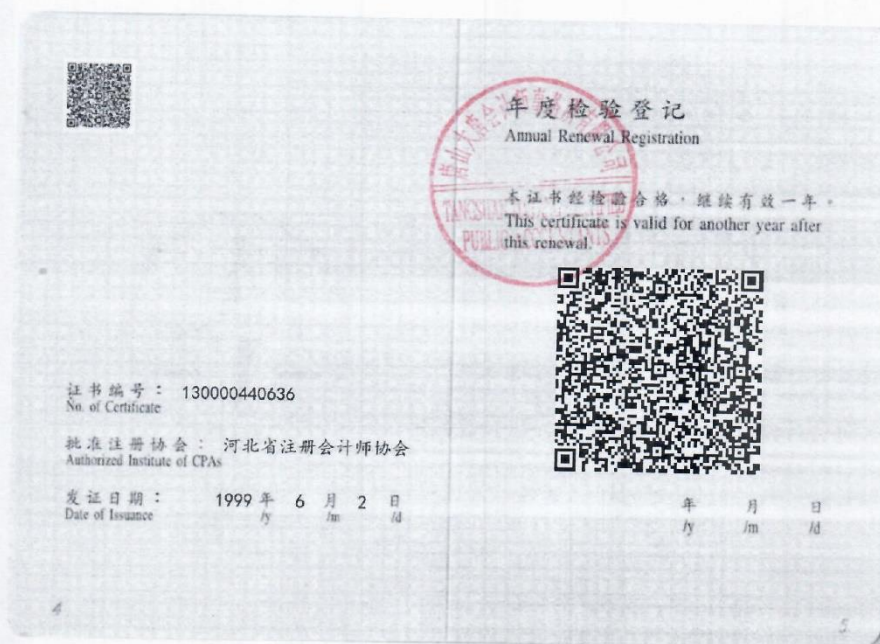 证书编号： 130000440636
No. of Certificate
批准注册协会： 河北省注册会计师协会
Authorized Institute of CPAs
发证日期： 1999 年 6 月 2 日
Date of Issuance /y /m /d
4
年度检验登记
Annual Renewal Registration
本证书经检验合格，继续有效一年。
This certificate is valid for another year after
this renewal.
年 月 日
/y /m /d
5